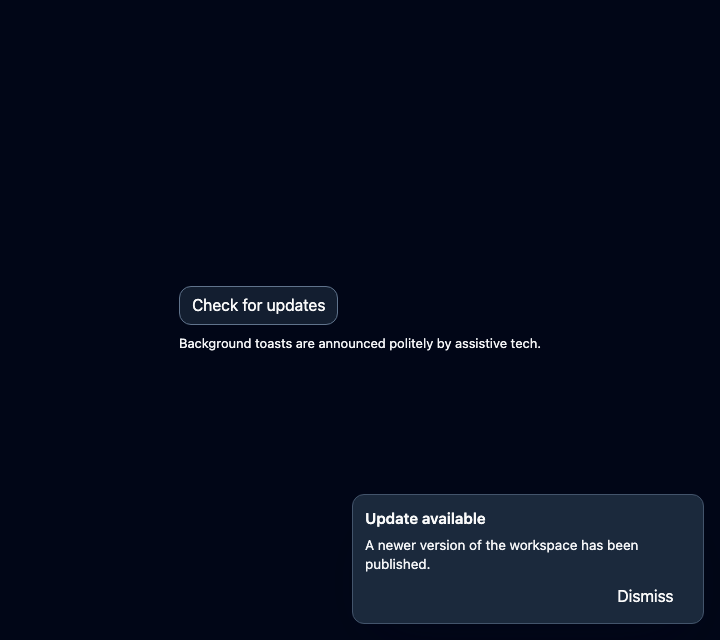 Check for updates
Background toasts are announced politely by assistive tech.
Update available
A newer version of the workspace has been
published.
Dismiss